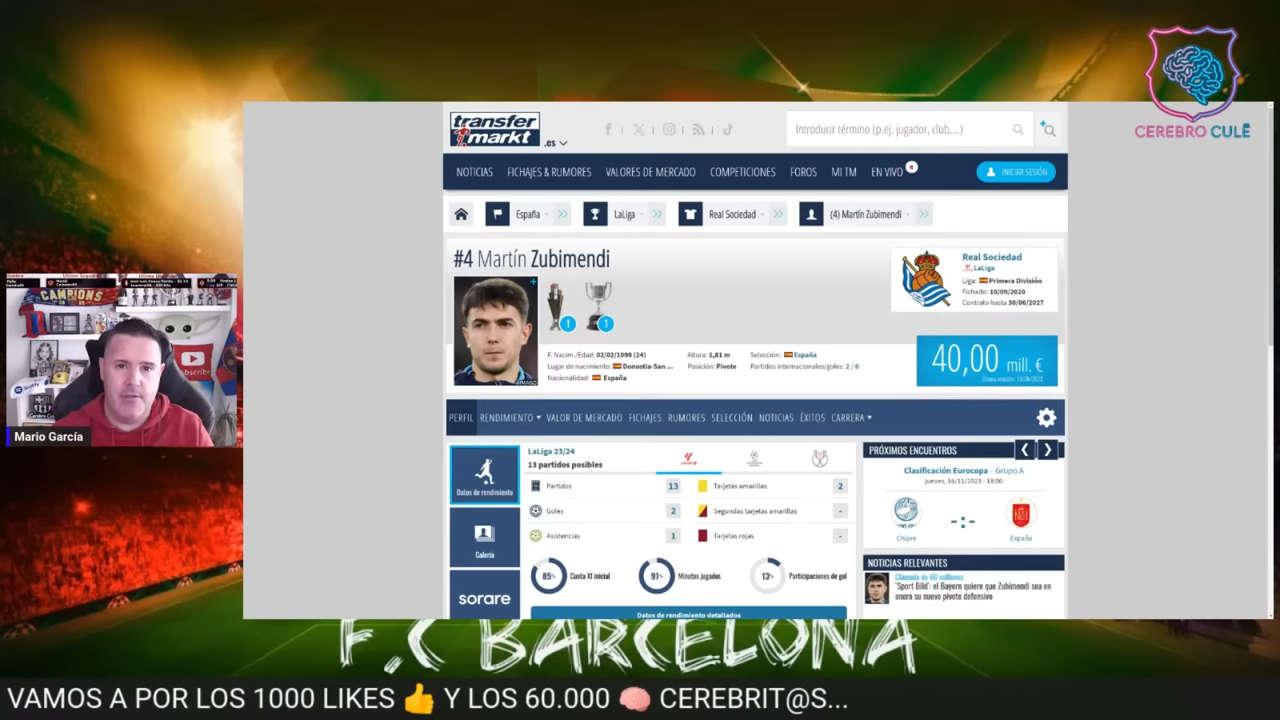 CEREBRO CULÉ
transfer
markt
.es
Introducir término (p.ej. jugador, club,...)
NOTICIAS FICHAJES & RUMORES VALORES DE MERCADO COMPETICIONES FOROS MI TM EN VIVO 4 INICIAR SESIÓN
España LaLiga Real Sociedad (4) Martín Zubimendi
#4 Martín Zubimendi
1 1
F. Nacim./Edad: 02/02/1999 (24)
Lugar de nacimiento: Donostia-San ...
Nacionalidad: España
Altura: 1,81 m
Posición: Pivote
Selección: España
Partidos internacionales/goles: 2 / 0
Real Sociedad
LaLiga
Liga: Primera División
Fichado: 10/09/2020
Contrato hasta 30/06/2027
40,00 mill. €
PERFIL RENDIMIENTO VALOR DE MERCADO FICHAJES RUMORES SELECCIÓN NOTICIAS ÉXITOS CARRERA
Datos de rendimiento
Galería
sorare
LaLiga 23/24
13 partidos posibles
Partidos 13 Tarjetas amarillas 2
Goles 2 Segundas tarjetas amarillas -
Asistencias 1 Tarjetas rojas -
85% Cuota XI inicial 91% Minutos jugados 13% Participaciones de gol
Datos de rendimiento detallados
PRÓXIMOS ENCUENTROS
Clasificación Eurocopa - Grupo A
jueves, 16/11/2023 - 18:00
-:-
Chipre España
NOTICIAS RELEVANTES
Cláusula de 60 millones
'Sport Bild': el Bayern quiere que Zubimendi sea
en enero su nuevo pivote defensivo
CAMPIONS
Mario García
F.C BARCELONA
VAMOS A POR LOS 1000 LIKES 👍 Y LOS 60.000 🧠 CEREBRIT@S...